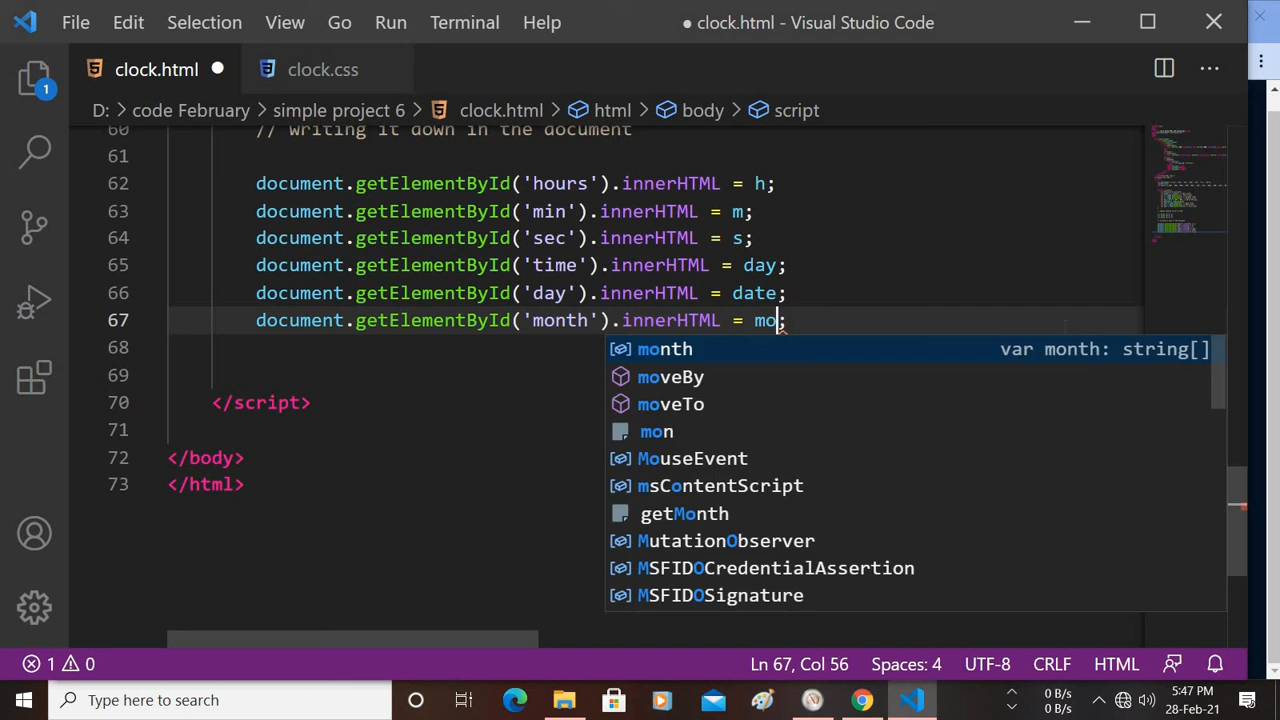 File Edit Selection View Go Run Terminal Help ● clock.html - Visual Studio Code
clock.html ● clock.css
1
D: > code February > simple project 6 > clock.html > html > body > script
60 // writing it down in the document
61
62 document.getElementById('hours').innerHTML = h;
63 document.getElementById('min').innerHTML = m;
64 document.getElementById('sec').innerHTML = s;
65 document.getElementById('time').innerHTML = day;
66 document.getElementById('day').innerHTML = date;
67 document.getElementById('month').innerHTML = mo;
68 month var month: string[]
69 moveBy
moveTo
70 </script>
71 mon
72 </body>
MouseEvent
73 </html>
msContentScript
getMonth
MutationObserver
MSFIDOCredentialAssertion
MSFIDOSignature
1 0 Ln 67, Col 56 Spaces: 4 UTF-8 CRLF HTML
Type here to search
0 B/s
0 B/s
5:47 PM
28-Feb-21